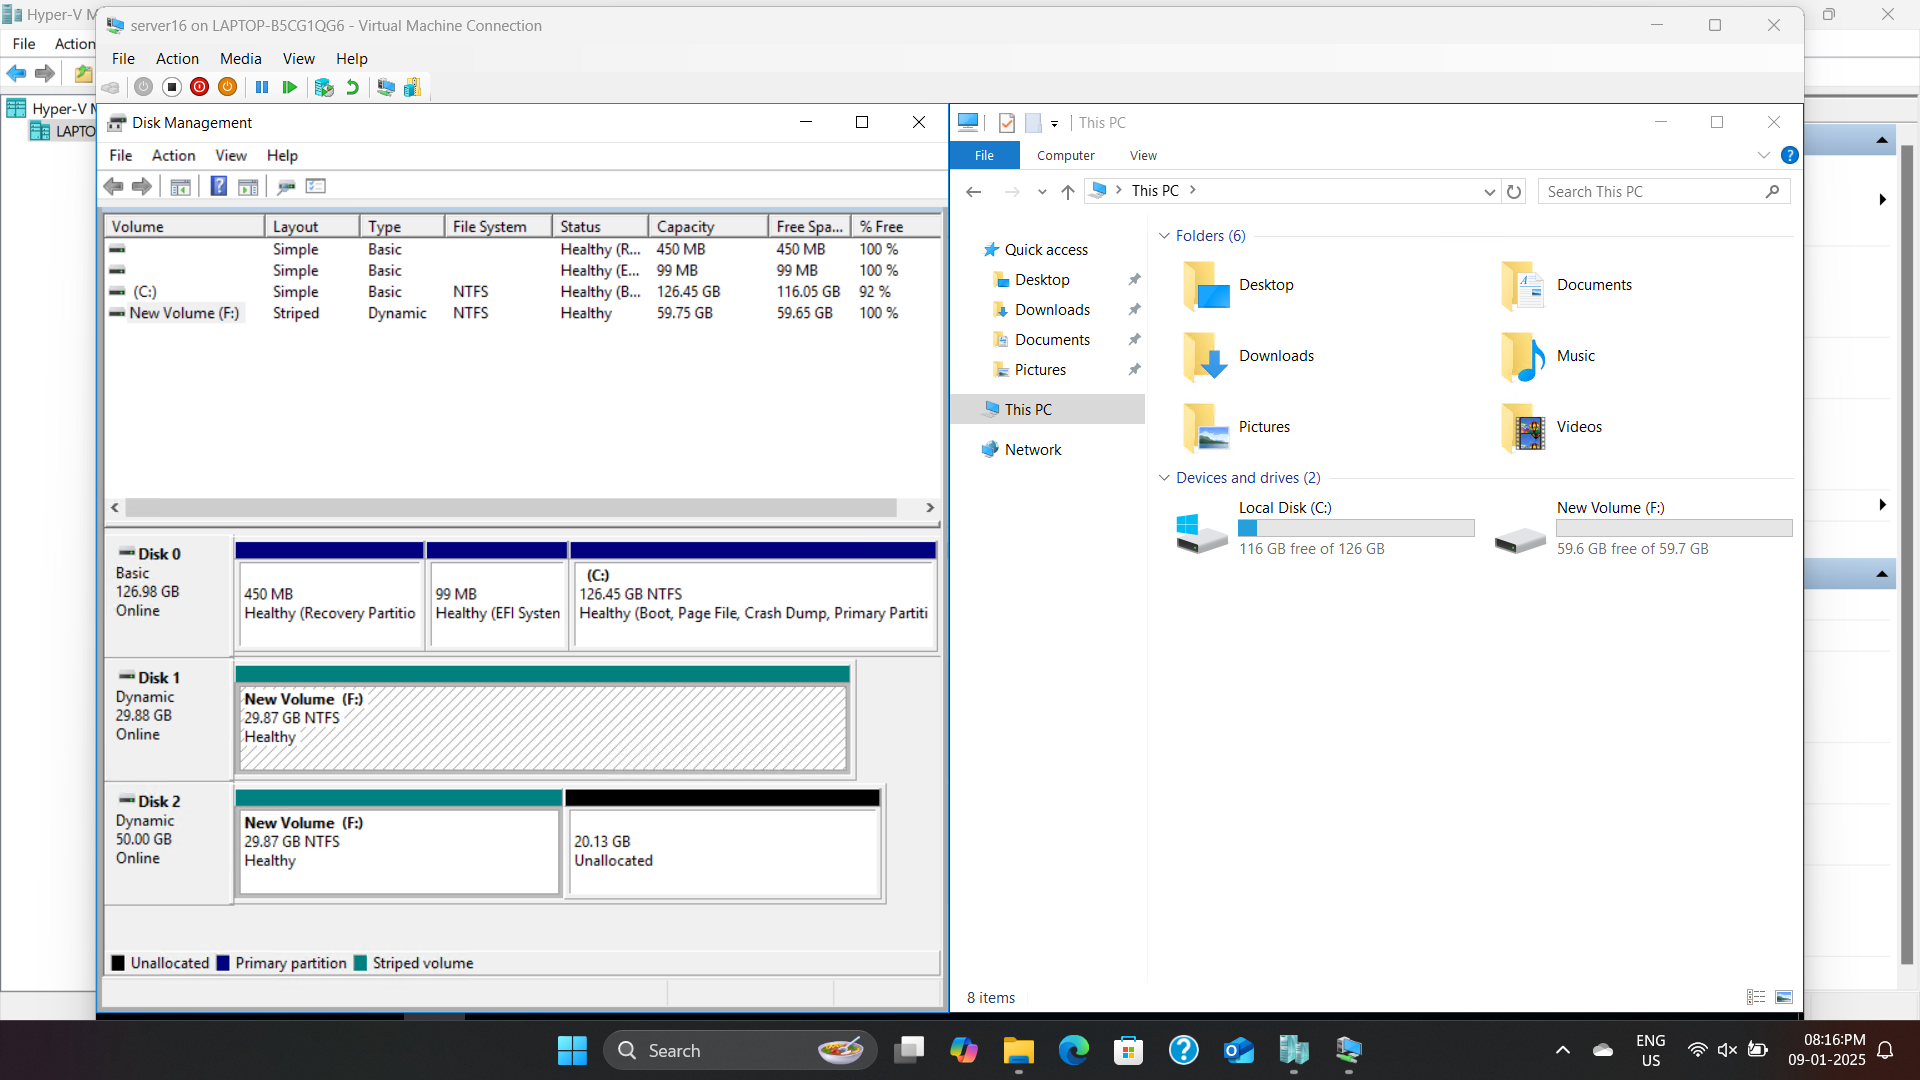 Hyper-V M
File Action
Hyper-V M
LAPTO
server16 on LAPTOP-B5CG1QG6 - Virtual Machine Connection
File Action Media View Help
Disk Management
File Action View Help
Volume Layout Type File System Status Capacity Free Spa... % Free
Simple Basic Healthy (R... 450 MB 450 MB 100 %
Simple Basic Healthy (E... 99 MB 99 MB 100 %
(C:) Simple Basic NTFS Healthy (B... 126.45 GB 116.05 GB 92 %
New Volume (F:) Striped Dynamic NTFS Healthy 59.75 GB 59.65 GB 100 %
Disk 0
Basic
126.98 GB
Online
450 MB
Healthy (Recovery Partitio
99 MB
Healthy (EFI System
(C:)
126.45 GB NTFS
Healthy (Boot, Page File, Crash Dump, Primary Partiti
Disk 1
Dynamic
29.88 GB
Online
New Volume (F:)
29.87 GB NTFS
Healthy
Disk 2
Dynamic
50.00 GB
Online
New Volume (F:)
29.87 GB NTFS
Healthy
20.13 GB
Unallocated
Unallocated Primary partition Striped volume
This PC
File Computer View
This PC
Search This PC
Quick access
Desktop
Downloads
Documents
Pictures
This PC
Network
Folders (6)
Desktop
Documents
Downloads
Music
Pictures
Videos
Devices and drives (2)
Local Disk (C:)
116 GB free of 126 GB
New Volume (F:)
59.6 GB free of 59.7 GB
8 items
Search
ENG
US
08:16:PM
09-01-2025